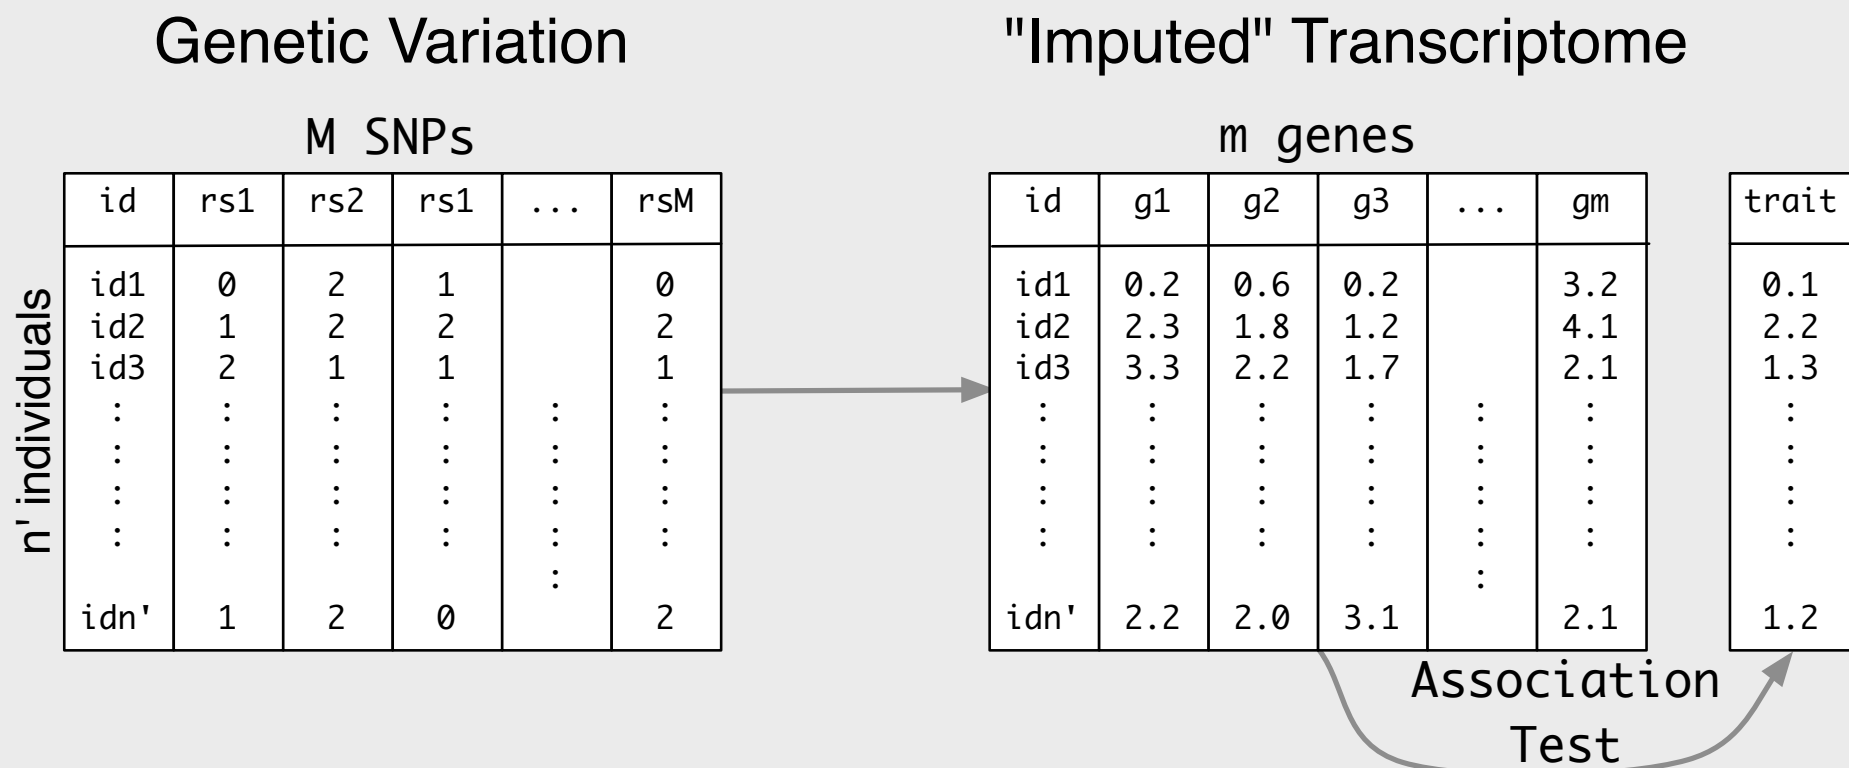 Genetic Variation
M SNPs
n' individuals
id rs1 rs2 rs1 ... rsM
id1 0 2 1 0
id2 1 2 2 2
id3 2 1 1 1
: : : : : :
: : : : : :
: : : : : :
: : : : : :
:
idn' 1 2 0 2
"Imputed" Transcriptome
m genes
id g1 g2 g3 ... gm
id1 0.2 0.6 0.2 3.2
id2 2.3 1.8 1.2 4.1
id3 3.3 2.2 1.7 2.1
: : : : : :
: : : : : :
: : : : : :
: : : : : :
:
idn' 2.2 2.0 3.1 2.1
trait
0.1
2.2
1.3
:
:
:
:
1.2
Association
Test